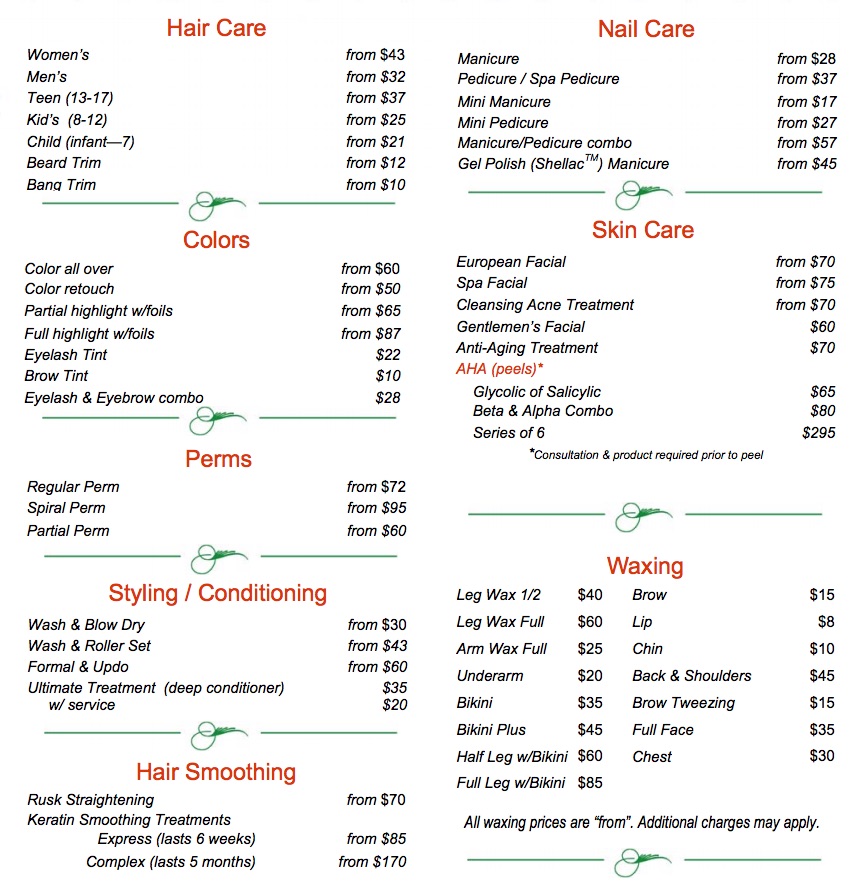 Hair Care
Women's from $43
Men's from $32
Teen (13-17) from $37
Kid's (8-12) from $25
Child (infant—7) from $21
Beard Trim from $12
Bang Trim from $10
Colors
Color all over from $60
Color retouch from $50
Partial highlight w/foils from $65
Full highlight w/foils from $87
Eyelash Tint $22
Brow Tint $10
Eyelash & Eyebrow combo $28
Perms
Regular Perm from $72
Spiral Perm from $95
Partial Perm from $60
Styling / Conditioning
Wash & Blow Dry from $30
Wash & Roller Set from $43
Formal & Updo from $60
Ultimate Treatment (deep conditioner) $35
w/ service $20
Hair Smoothing
Rusk Straightening from $70
Keratin Smoothing Treatments
Express (lasts 6 weeks) from $85
Complex (lasts 5 months) from $170
Nail Care
Manicure from $28
Pedicure / Spa Pedicure from $37
Mini Manicure from $17
Mini Pedicure from $27
Manicure/Pedicure combo from $57
Gel Polish (Shellac™) Manicure from $45
Skin Care
European Facial from $70
Spa Facial from $75
Cleansing Acne Treatment from $70
Gentlemen's Facial $60
Anti-Aging Treatment $70
AHA (peels)*
Glycolic of Salicylic $65
Beta & Alpha Combo $80
Series of 6 $295
*Consultation & product required prior to peel
Waxing
Leg Wax 1/2 $40 Brow $15
Leg Wax Full $60 Lip $8
Arm Wax Full $25 Chin $10
Underarm $20 Back & Shoulders $45
Bikini $35 Brow Tweezing $15
Bikini Plus $45 Full Face $35
Half Leg w/Bikini $60 Chest $30
Full Leg w/Bikini $85
All waxing prices are “from”. Additional charges may apply.